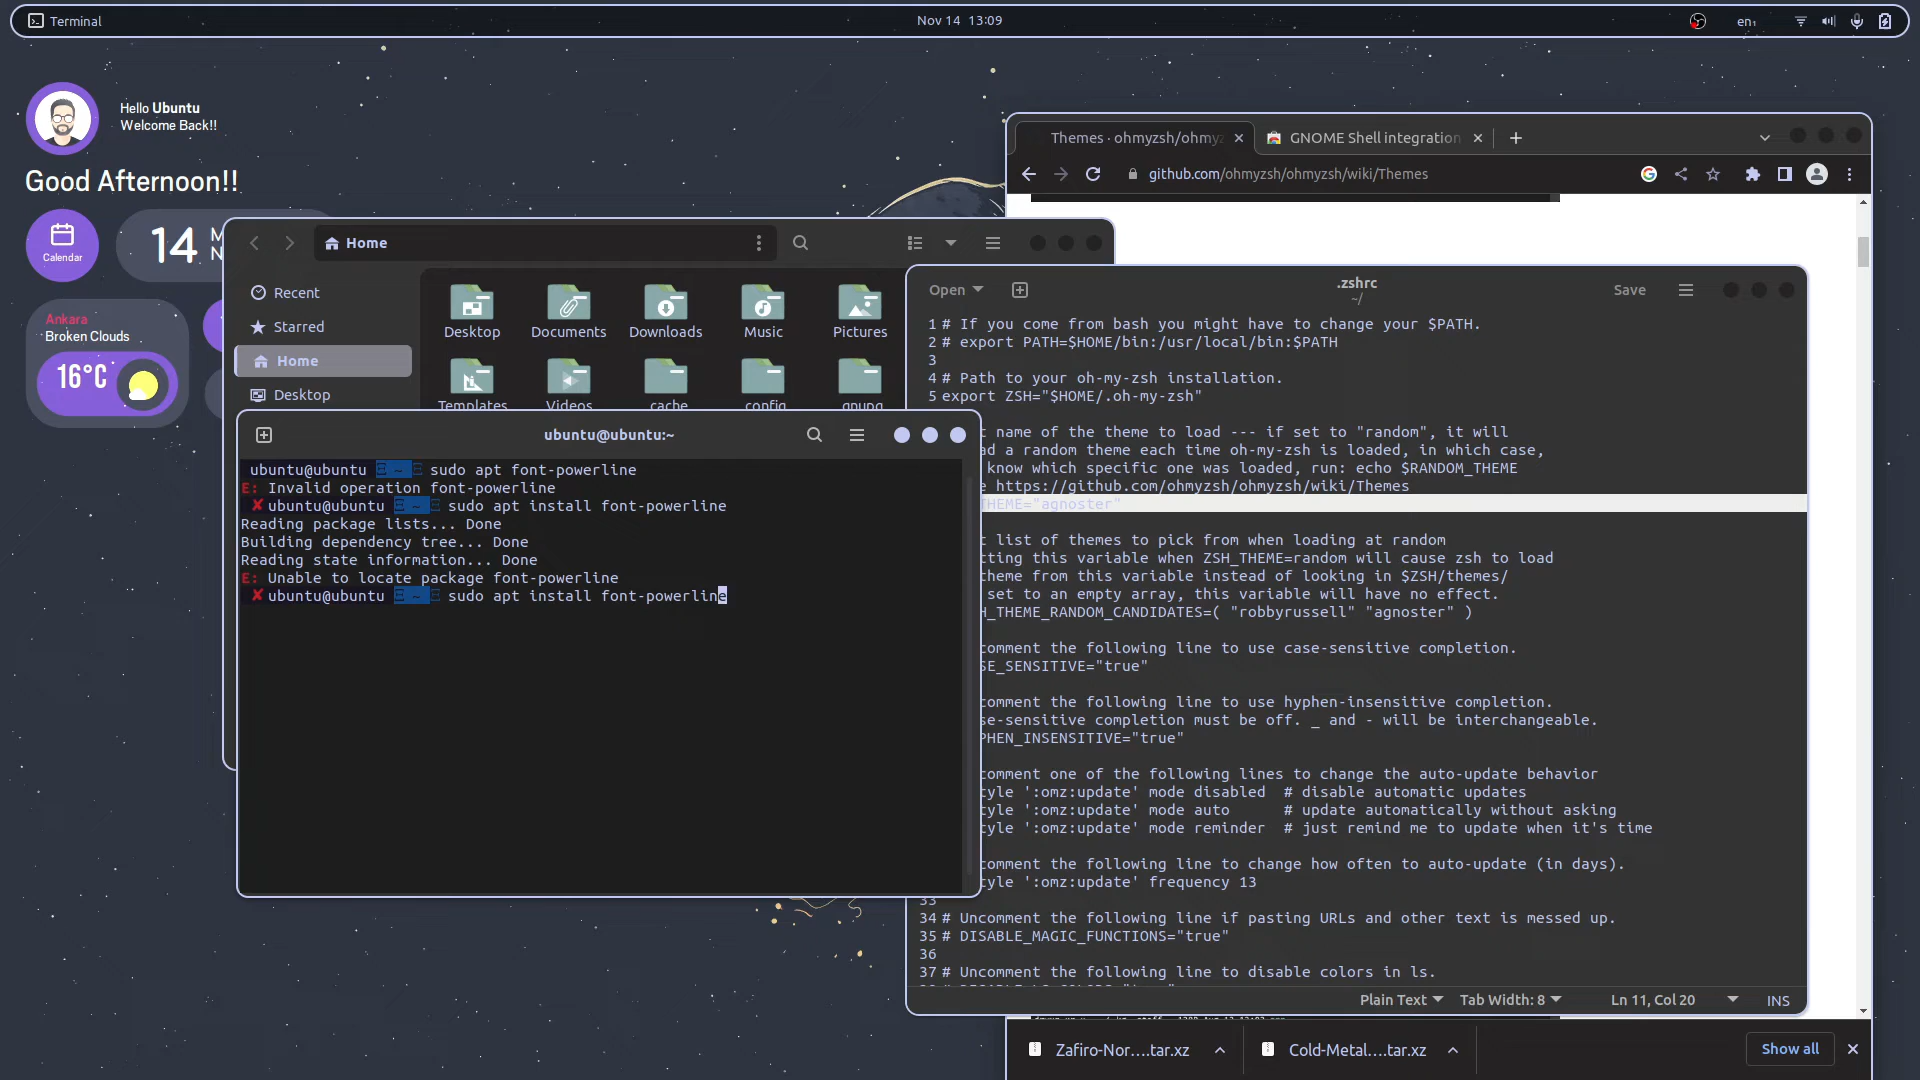 Terminal
Nov 14 13:09
en₁
Hello Ubuntu
Welcome Back!!
Good Afternoon!!
Calendar
14
Ankara
Broken Clouds
16°C
Home
Recent
Starred
Home
Desktop
Desktop
Documents
Downloads
Music
Pictures
Templates
Videos
cache
config
gnupg
ubuntu@ubuntu:~
ubuntu@ubuntu ~ sudo apt font-powerline
E: Invalid operation font-powerline
✘ ubuntu@ubuntu ~ sudo apt install font-powerline
Reading package lists... Done
Building dependency tree... Done
Reading state information... Done
E: Unable to locate package font-powerline
✘ ubuntu@ubuntu ~ sudo apt install font-powerline
Themes · ohmyzsh/ohmyz
GNOME Shell integration
github.com/ohmyzsh/ohmyzsh/wiki/Themes
Open
.zshrc
~/
Save
1 # If you come from bash you might have to change your $PATH.
2 # export PATH=$HOME/bin:/usr/local/bin:$PATH
3
4 # Path to your oh-my-zsh installation.
5 export ZSH="$HOME/.oh-my-zsh"
t name of the theme to load --- if set to "random", it will
ad a random theme each time oh-my-zsh is loaded, in which case,
know which specific one was loaded, run: echo $RANDOM_THEME
e https://github.com/ohmyzsh/ohmyzsh/wiki/Themes
THEME="agnoster"
t list of themes to pick from when loading at random
tting this variable when ZSH_THEME=random will cause zsh to load
theme from this variable instead of looking in $ZSH/themes/
set to an empty array, this variable will have no effect.
H_THEME_RANDOM_CANDIDATES=( "robbyrussell" "agnoster" )
comment the following line to use case-sensitive completion.
SE_SENSITIVE="true"
comment the following line to use hyphen-insensitive completion.
se-sensitive completion must be off. _ and - will be interchangeable.
PHEN_INSENSITIVE="true"
comment one of the following lines to change the auto-update behavior
tyle ':omz:update' mode disabled  # disable automatic updates
tyle ':omz:update' mode auto      # update automatically without asking
tyle ':omz:update' mode reminder  # just remind me to update when it's time
comment the following line to change how often to auto-update (in days).
tyle ':omz:update' frequency 13
33
34 # Uncomment the following line if pasting URLs and other text is messed up.
35 # DISABLE_MAGIC_FUNCTIONS="true"
36
37 # Uncomment the following line to disable colors in ls.
Plain Text
Tab Width: 8
Ln 11, Col 20
INS
Zafiro-Nor....tar.xz
Cold-Metal....tar.xz
Show all